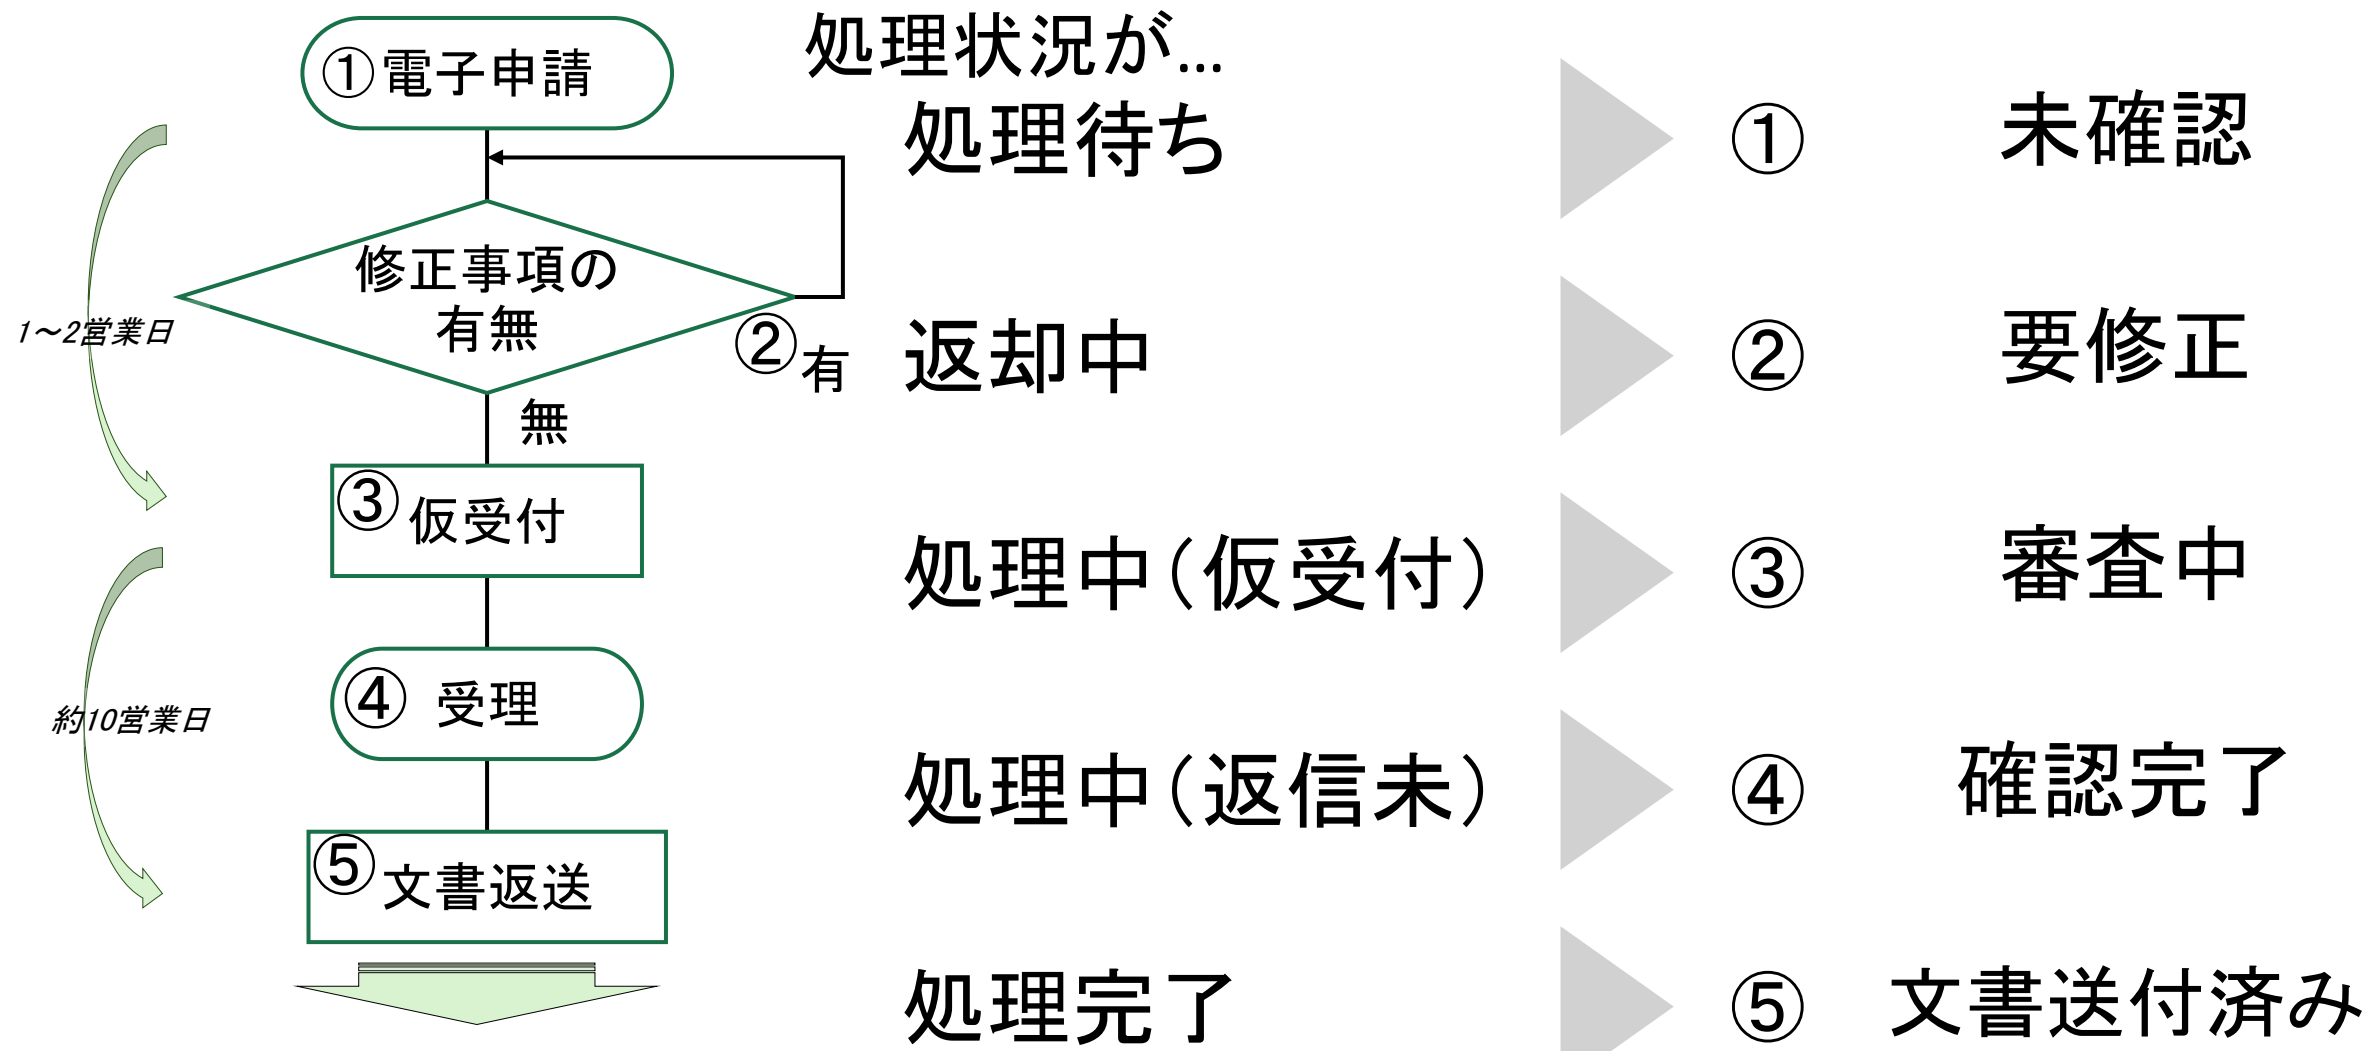 ①電子申請
修正事項の
有無
②有
無
1～2営業日
③仮受付
④ 受理
約10営業日
⑤文書返送
処理状況が…
処理待ち
①
未確認
返却中
②
要修正
処理中（仮受付）
③
審査中
処理中（返信未）
④
確認完了
処理完了
⑤
文書送付済み